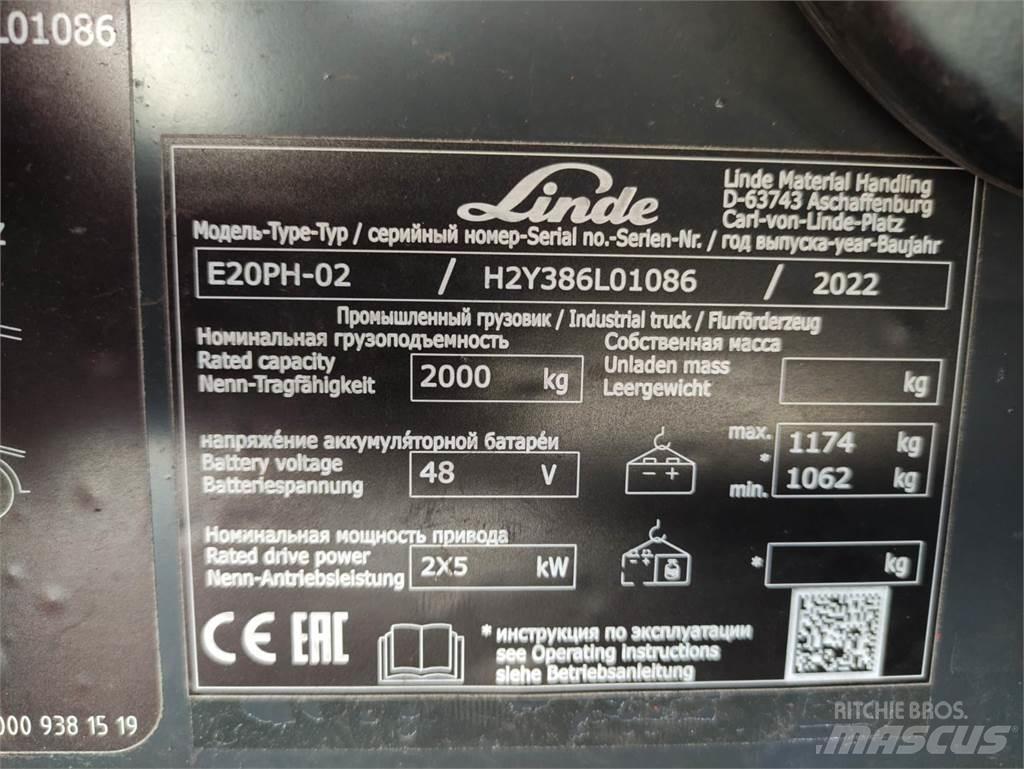 L01086
Linde
Linde Material Handling
D-63743 Aschaffenburg
Carl-von-Linde-Platz
Модель-Type-Typ / серийный номер-Serial no.-Serien-Nr. / год выпуска-year-Baujahr
E20PH-02 / H2Y386L01086 / 2022
Промышленный грузовик / Industrial truck / Flurförderzeug
Номинальная грузоподъемность
Rated capacity
Nenn-Tragfähigkeit
2000 kg
Собственная масса
Unladen mass
Leergewicht
kg
напряжéние аккумуля́торной батарéи
Battery voltage
Batteriespannung
48 V
- +
max. 1174 kg
*
min. 1062 kg
Номинальная мощность привода
Rated drive power
Nenn-Antriebsleistung
2X5 kW
* kg
CE EAC
* инструкция по эксплуатации
see Operating instructions
siehe Betriebsanleitung
000 938 15 19
RITCHIE BROS.
MASCUS